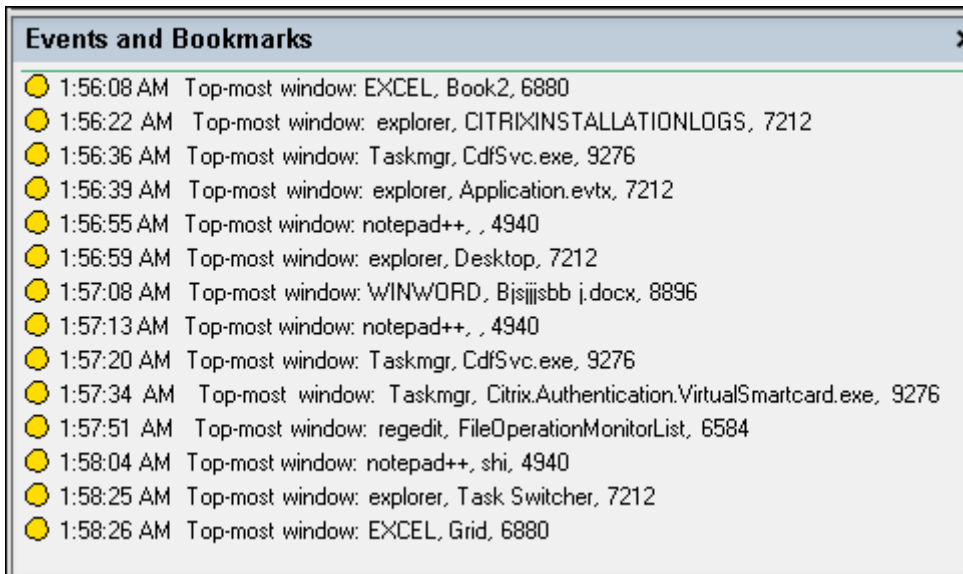 Events and Bookmarks
1:56:08 AM Top-most window: EXCEL, Book2, 6880
1:56:22 AM Top-most window: explorer, CITRIXINSTALLATIONLOGS, 7212
1:56:36 AM Top-most window: Taskmgr, CdfSvc.exe, 9276
1:56:39 AM Top-most window: explorer, Application.evtx, 7212
1:56:55 AM Top-most window: notepad++, , 4940
1:56:59 AM Top-most window: explorer, Desktop, 7212
1:57:08 AM Top-most window: WINWORD, Bjsjjjsbb j.docx, 8896
1:57:13 AM Top-most window: notepad++, , 4940
1:57:20 AM Top-most window: Taskmgr, CdfSvc.exe, 9276
1:57:34 AM Top-most window: Taskmgr, Citrix.Authentication.VirtualSmartcard.exe, 9276
1:57:51 AM Top-most window: regedit, FileOperationMonitorList, 6584
1:58:04 AM Top-most window: notepad++, shi, 4940
1:58:25 AM Top-most window: explorer, Task Switcher, 7212
1:58:26 AM Top-most window: EXCEL, Grid, 6880